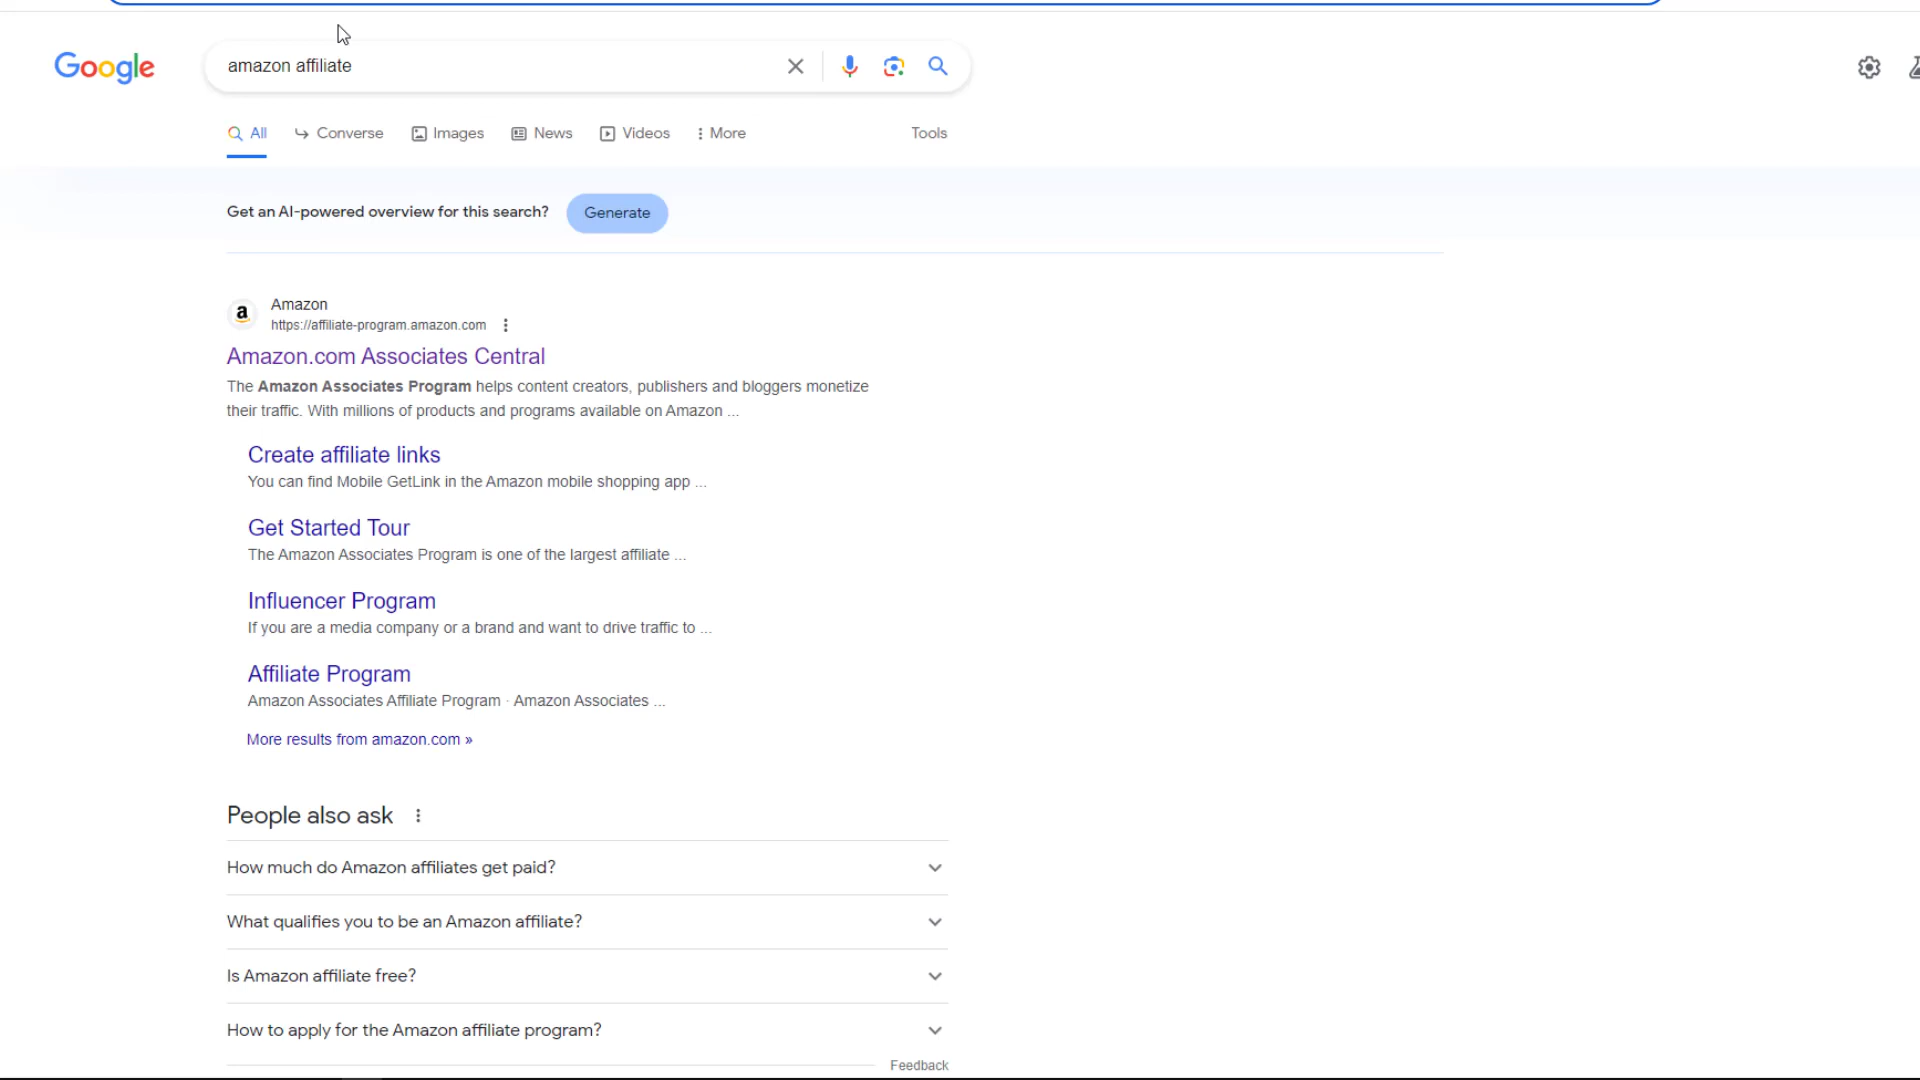 Google
amazon affiliate
All Converse Images News Videos More Tools
Get an AI-powered overview for this search? Generate
a
Amazon
https://affiliate-program.amazon.com
Amazon.com Associates Central
The Amazon Associates Program helps content creators, publishers and bloggers monetize
their traffic. With millions of products and programs available on Amazon ...
Create affiliate links
You can find Mobile GetLink in the Amazon mobile shopping app ...
Get Started Tour
The Amazon Associates Program is one of the largest affiliate ...
Influencer Program
If you are a media company or a brand and want to drive traffic to ...
Affiliate Program
Amazon Associates Affiliate Program · Amazon Associates ...
More results from amazon.com »
People also ask
How much do Amazon affiliates get paid?
What qualifies you to be an Amazon affiliate?
Is Amazon affiliate free?
How to apply for the Amazon affiliate program?
Feedback